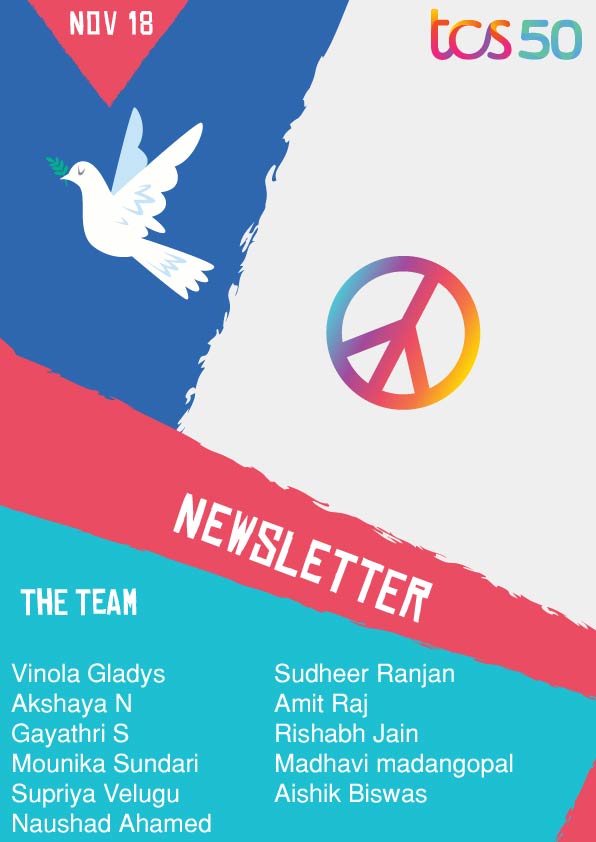 NOV 18
tcs 50
NEWSLETTER
THE TEAM
Vinola Gladys
Akshaya N
Gayathri S
Mounika Sundari
Supriya Velugu
Naushad Ahamed
Sudheer Ranjan
Amit Raj
Rishabh Jain
Madhavi madangopal
Aishik Biswas